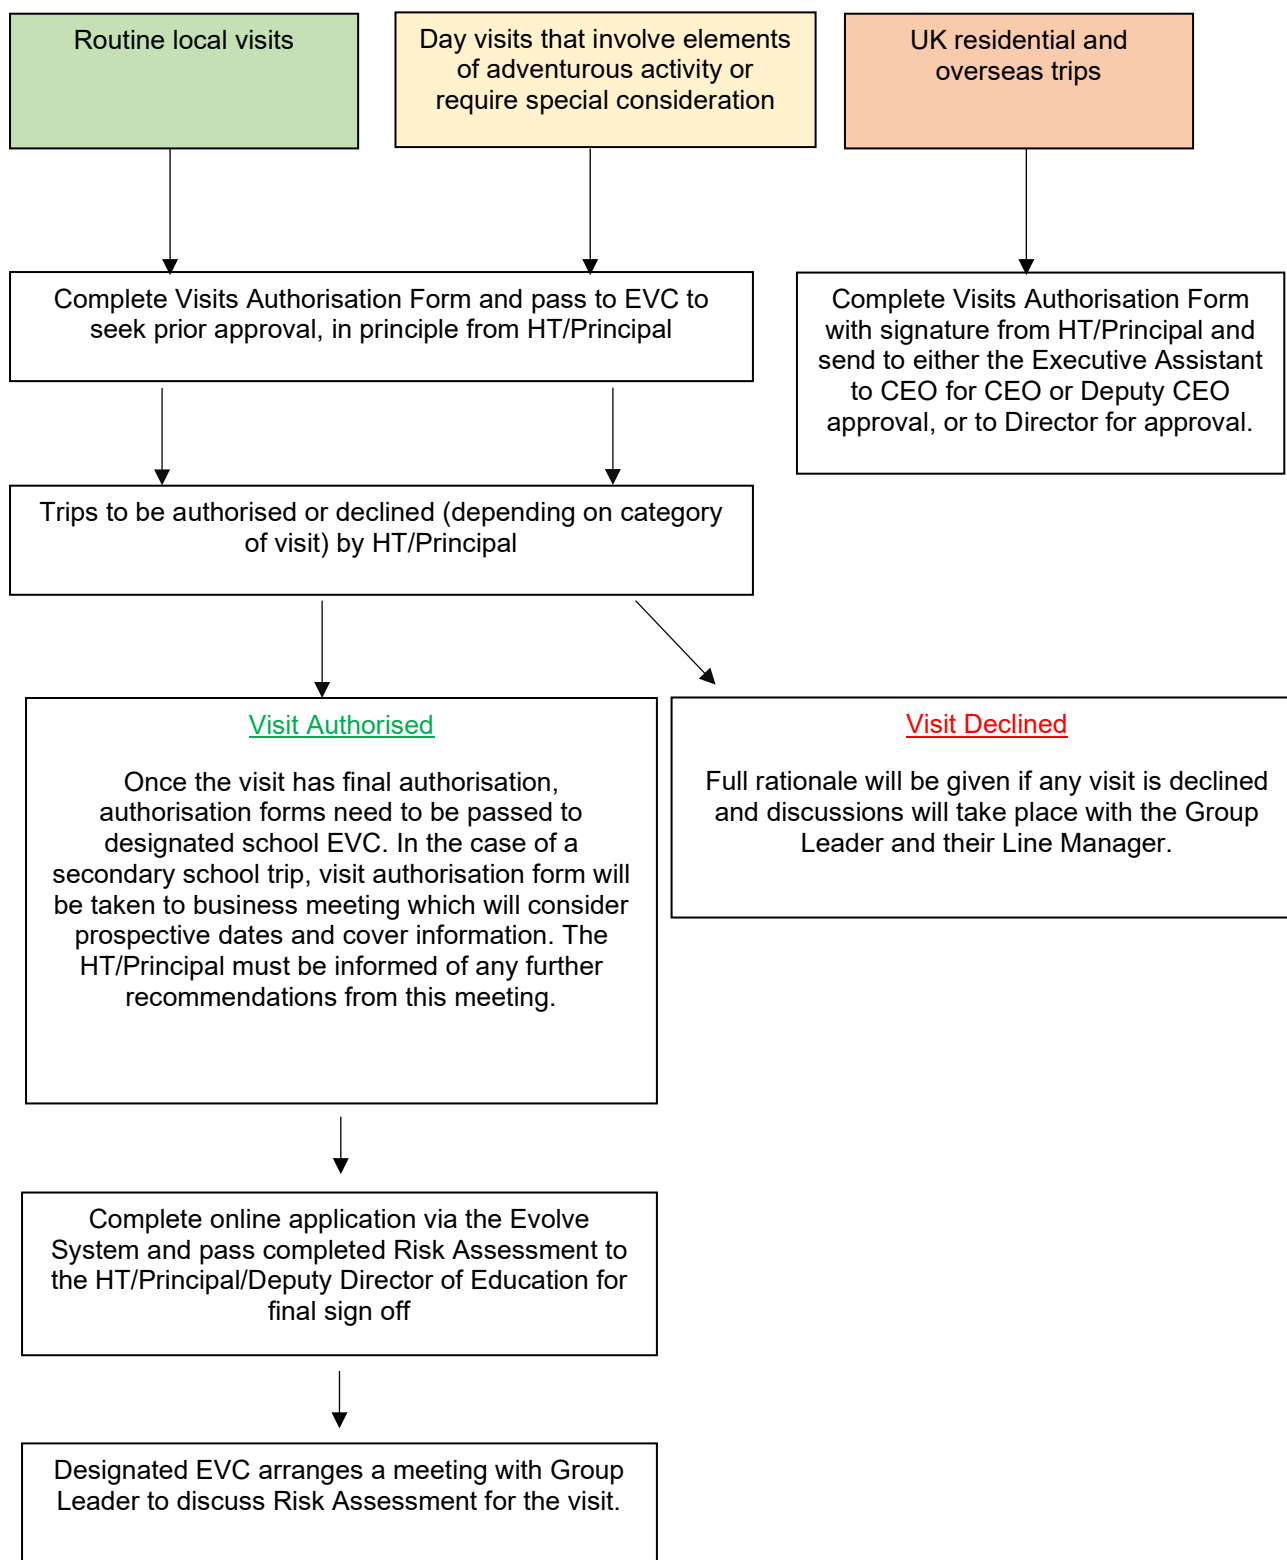 Routine local visits
Day visits that involve elements
of adventurous activity or
require special consideration
UK residential and
overseas trips
Complete Visits Authorisation Form and pass to EVC to
seek prior approval, in principle from HT/Principal
Complete Visits Authorisation Form
with signature from HT/Principal and
send to either the Executive Assistant
to CEO for CEO or Deputy CEO
approval, or to Director for approval.
Trips to be authorised or declined (depending on category
of visit) by HT/Principal
Visit Authorised
Once the visit has final authorisation,
authorisation forms need to be passed to
designated school EVC. In the case of a
secondary school trip, visit authorisation form will
be taken to business meeting which will consider
prospective dates and cover information. The
HT/Principal must be informed of any further
recommendations from this meeting.
Visit Declined
Full rationale will be given if any visit is declined
and discussions will take place with the Group
Leader and their Line Manager.
Complete online application via the Evolve
System and pass completed Risk Assessment to
the HT/Principal/Deputy Director of Education for
final sign off
Designated EVC arranges a meeting with Group
Leader to discuss Risk Assessment for the visit.